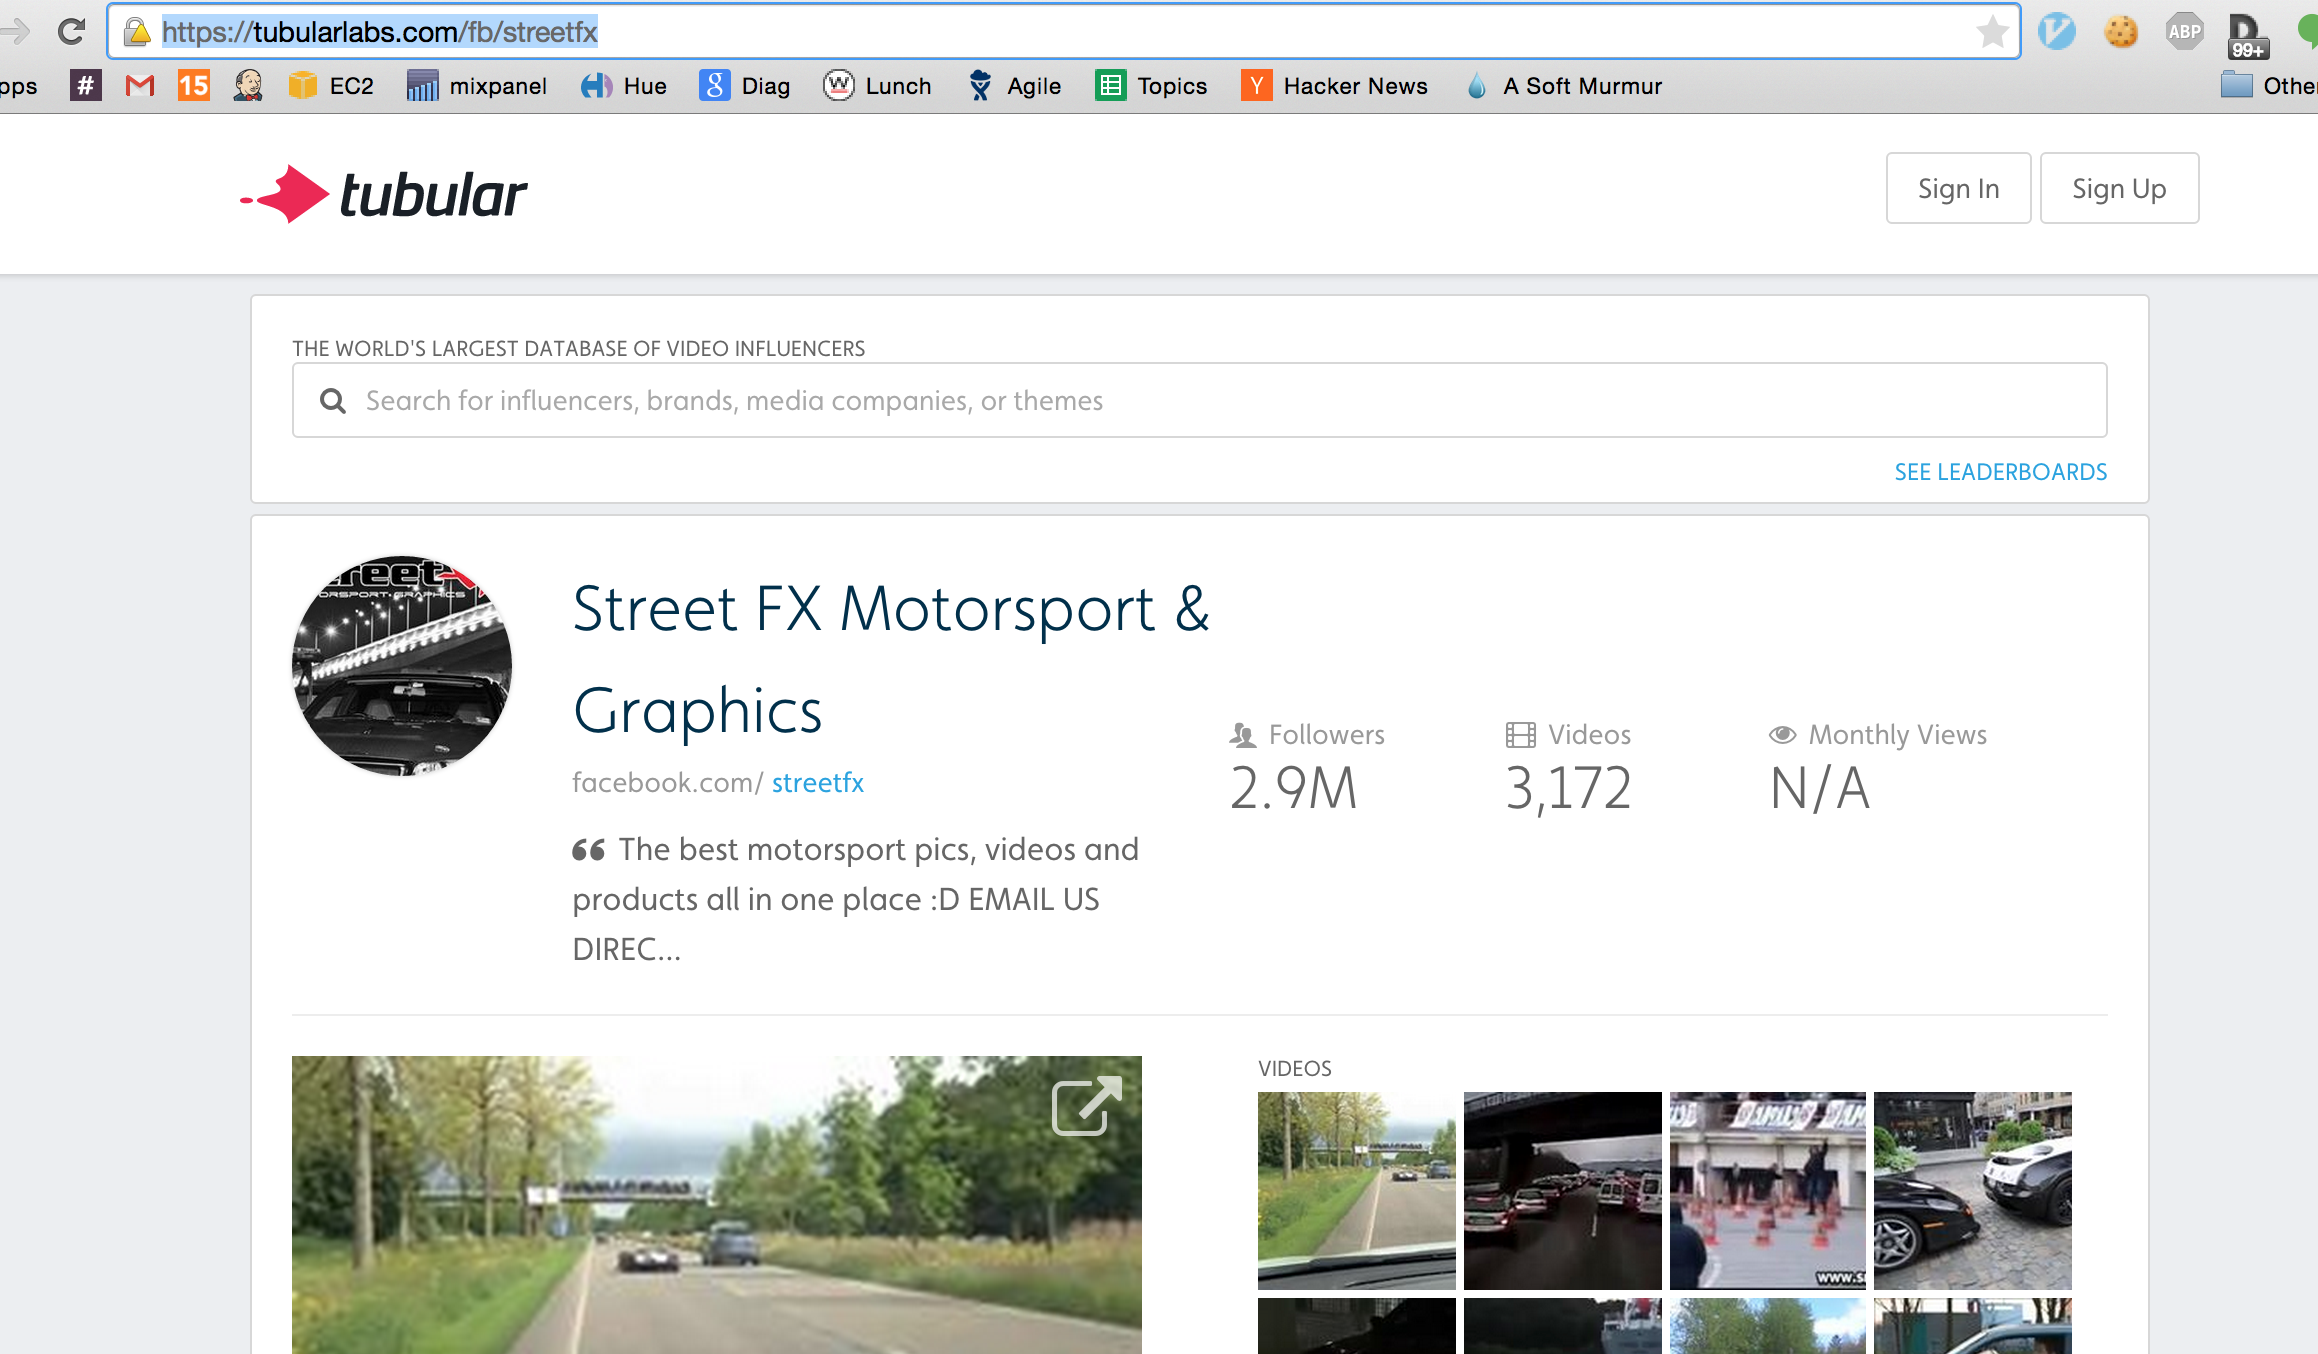 https://tubularlabs.com/fb/streetfx
ABP
99+
pps
#
15
EC2
mixpanel
Hue
g
Diag
W
Lunch
Agile
Topics
Y
Hacker News
A Soft Murmur
Other
tubular
Sign In
Sign Up
THE WORLD'S LARGEST DATABASE OF VIDEO INFLUENCERS
Search for influencers, brands, media companies, or themes
SEE LEADERBOARDS
Street FX Motorsport &
Graphics
facebook.com/ streetfx
Followers
2.9M
Videos
3,172
Monthly Views
N/A
The best motorsport pics, videos and
products all in one place :D EMAIL US
DIREC...
VIDEOS